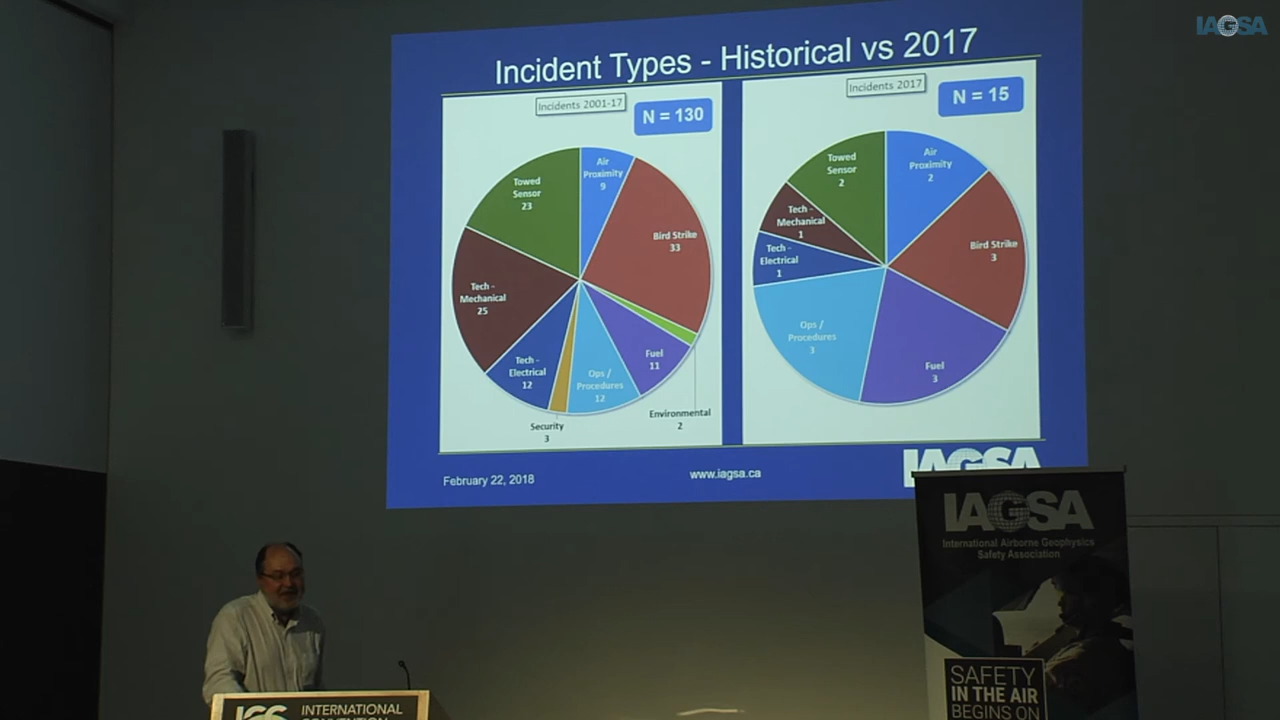 IAGSA
Incident Types - Historical vs 2017
Incidents 2001-17
N = 130
Air
Proximity
9
Bird Strike
33
Environmental
2
Fuel
11
Ops /
Procedures
12
Security
3
Tech -
Electrical
12
Tech -
Mechanical
25
Towed
Sensor
23
Incidents 2017
N = 15
Air
Proximity
2
Bird Strike
3
Fuel
3
Ops /
Procedures
3
Tech -
Electrical
1
Tech -
Mechanical
1
Towed
Sensor
2
February 22, 2018
www.iagsa.ca
IAGSA
IAGSA
International Airborne Geophysics
Safety Association
SAFETY
IN THE AIR
BEGINS ON
INTERNATIONAL
CONVENTION